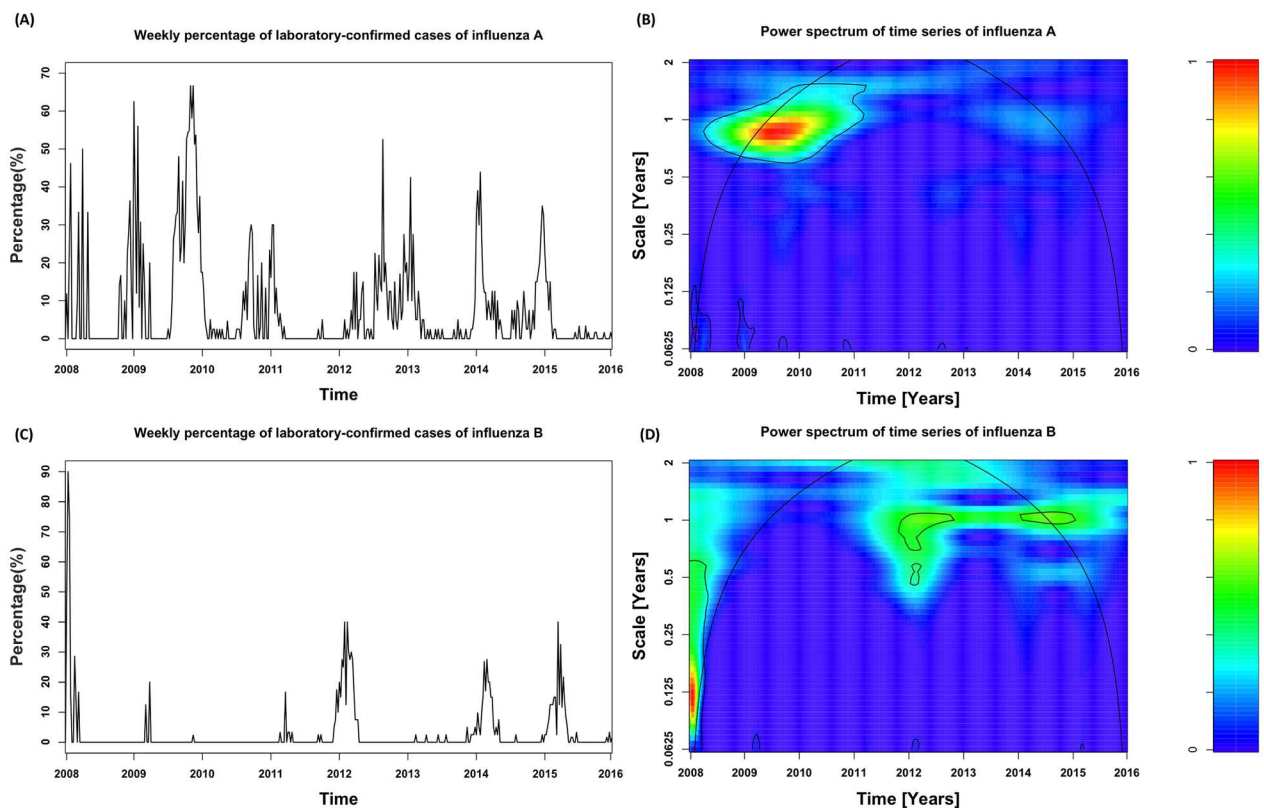 (A)
Weekly percentage of laboratory-confirmed cases of influenza A
Percentage(%)
70
60
50
40
30
20
10
0
2008 2009 2010 2011 2012 2013 2014 2015 2016
Time
(B)
Power spectrum of time series of influenza A
Scale [Years]
2
1
0.5
0.25
0.125
0.0625
2008 2009 2010 2011 2012 2013 2014 2015 2016
Time [Years]
1
0
(C)
Weekly percentage of laboratory-confirmed cases of influenza B
Percentage(%)
90
80
70
60
50
40
30
20
10
0
2008 2009 2010 2011 2012 2013 2014 2015 2016
Time
(D)
Power spectrum of time series of influenza B
Scale [Years]
2
1
0.5
0.25
0.125
0.0625
2008 2009 2010 2011 2012 2013 2014 2015 2016
Time [Years]
1
0